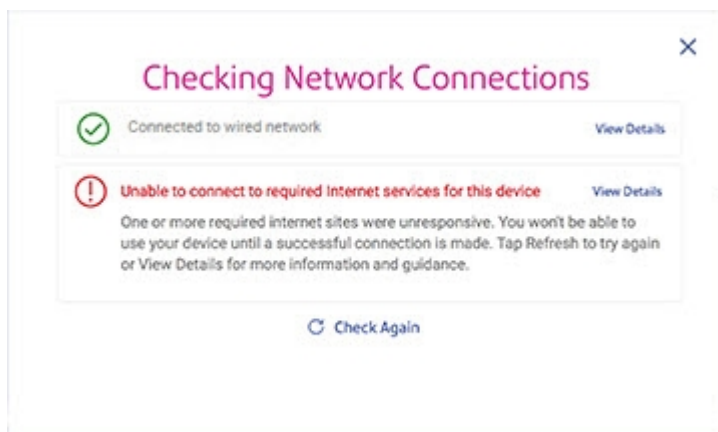 Checking Network Connections
Connected to wired network View Details
Unable to connect to required Internet services for this device View Details
One or more required internet sites were unresponsive. You won't be able to
use your device until a successful connection is made. Tap Refresh to try again
or View Details for more information and guidance.
Check Again